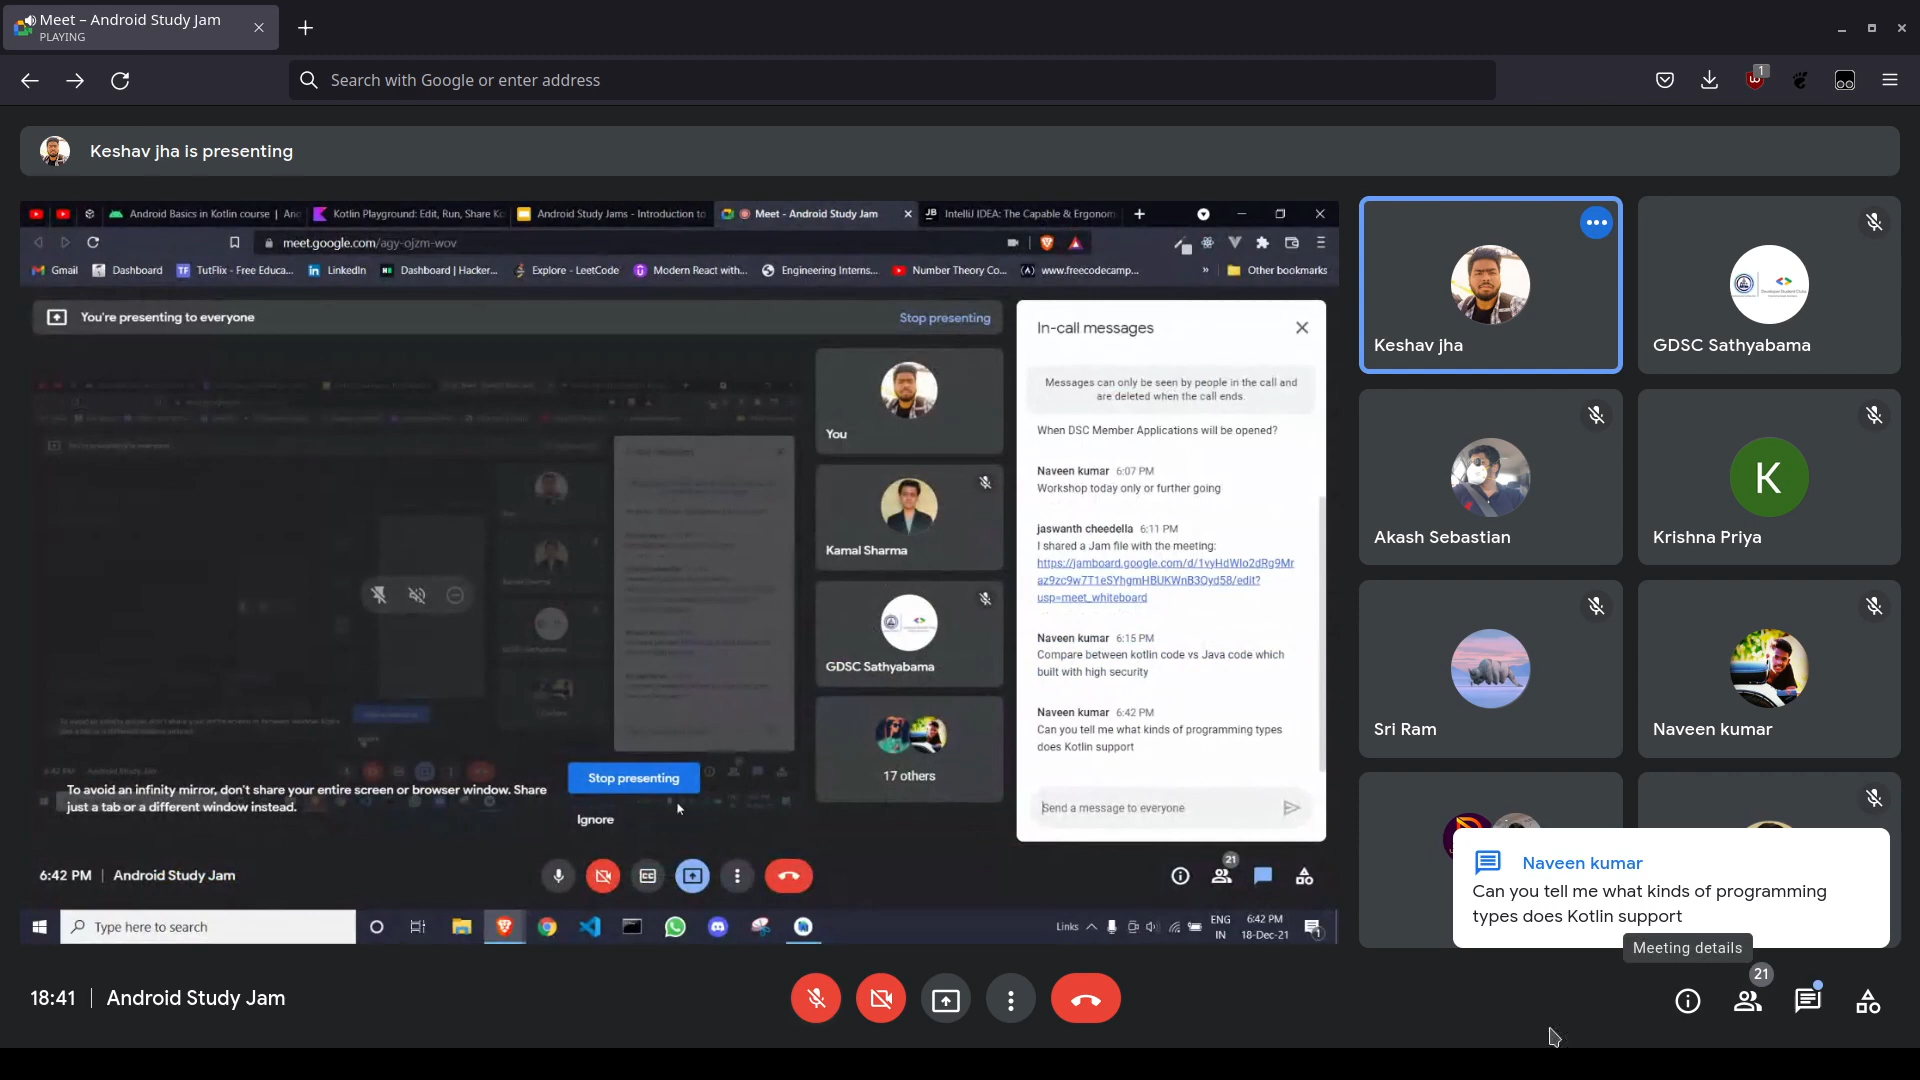 Meet – Android Study Jam
PLAYING
Search with Google or enter address
1
Keshav jha is presenting
Android Basics in Kotlin course | And
Kotlin Playground: Edit, Run, Share Ko
Android Study Jams - Introduction to
Meet - Android Study Jam
IntelliJ IDEA: The Capable & Ergonom
meet.google.com/agy-ojzm-wov
Gmail
Dashboard
TutFlix - Free Educa...
LinkedIn
Dashboard | Hacker...
Explore - LeetCode
Modern React with...
Engineering Interns...
Number Theory Co...
www.freecodecamp...
»
Other bookmarks
You're presenting to everyone
Stop presenting
You
Kamal Sharma
GDSC Sathyabama
17 others
To avoid an infinity mirror, don't share your entire screen or browser window. Share
just a tab or a different window instead.
Stop presenting
Ignore
In-call messages
Messages can only be seen by people in the call and
are deleted when the call ends.
When DSC Member Applications will be opened?
Naveen kumar 6:07 PM
Workshop today only or further going
jaswanth cheedella 6:11 PM
I shared a Jam file with the meeting:
https://jamboard.google.com/d/1vyHdWIo2dRg9Mr
az9zc9w7T1eSYhgmHBUKWnB3Qyd58/edit?
usp=meet_whiteboard
Naveen kumar 6:15 PM
Compare between kotlin code vs Java code which
built with high security
Naveen kumar 6:42 PM
Can you tell me what kinds of programming types
does Kotlin support
Send a message to everyone
6:42 PM | Android Study Jam
21
Type here to search
Links
ENG
IN
6:42 PM
18-Dec-21
1
Keshav jha
GDSC Sathyabama
Akash Sebastian
K
Krishna Priya
Sri Ram
Naveen kumar
Naveen kumar
Can you tell me what kinds of programming
types does Kotlin support
Meeting details
18:41 | Android Study Jam
21